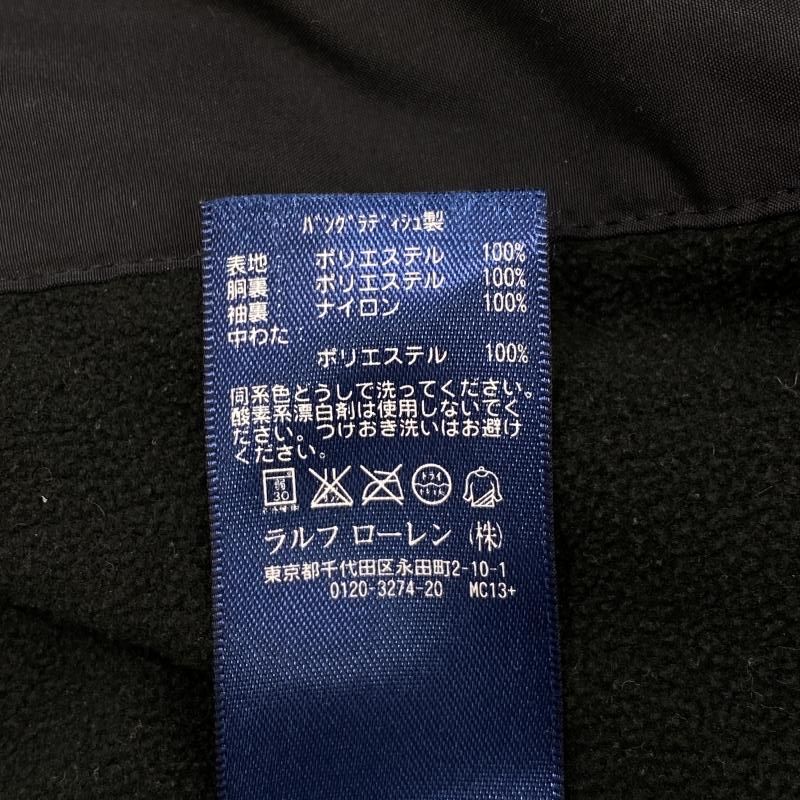 ﾊﾞﾝｸﾞﾗﾃﾞｨｼｭ製
表地 ポリエステル 100%
胴裏 ポリエステル 100%
袖裏 ナイロン 100%
中わた
ポリエステル 100%
同系色どうしで洗ってください。
酸素系漂白剤は使用しないでく
ださい。つけおき洗いはお避け
ください。
弱 30 ドライ
ラルフ ローレン (株)
東京都千代田区永田町2-10-1
0120-3274-20 MC13+